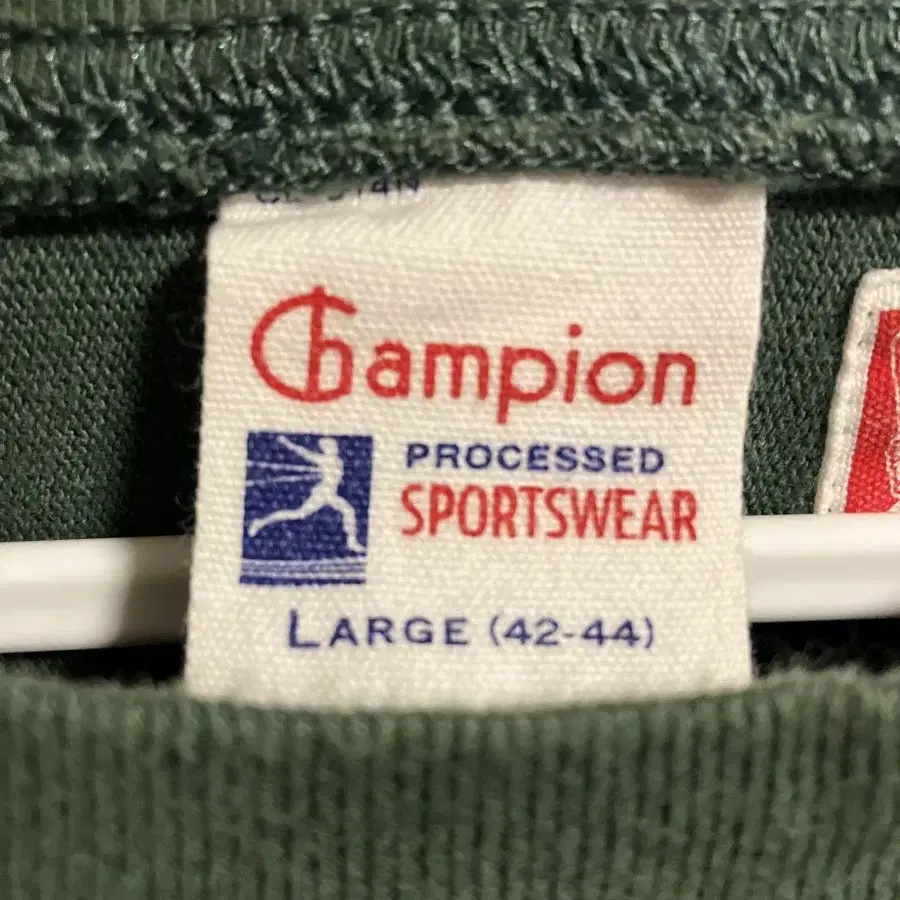 Champion
PROCESSED
SPORTSWEAR
LARGE (42-44)